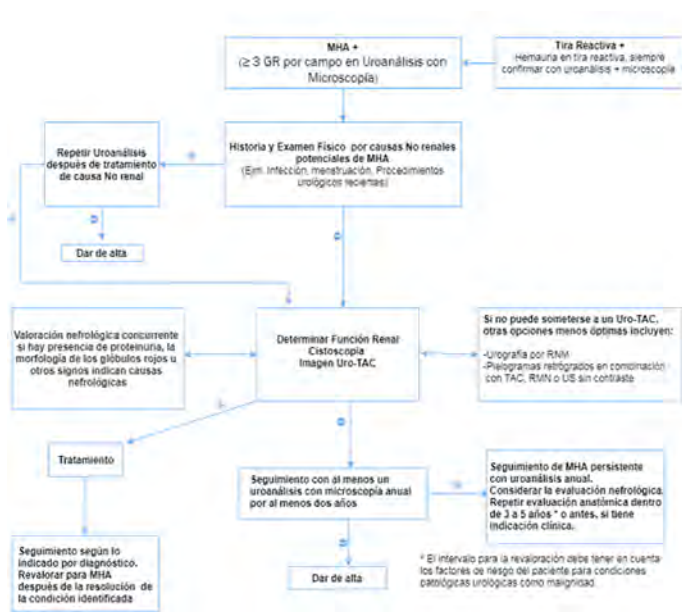 MHA +
(≥ 3 GR por campo en Uroanálisis con
Microscopía)
Tira Reactiva +
Hematuria en tira reactiva, siempre
confirmar con uroanálisis + microscopía
Repetir Uroanálisis
después de tratamiento
de causa No renal
Historia y Examen Físico por causas No renales
potenciales de MHA
(Ejm. Infección, menstruación, Procedimientos
urológicos recientes)
Dar de alta
Valoración nefrológica concurrente
si hay presencia de proteinuria, la
morfología de los glóbulos rojos u
otros signos indican causas
nefrológicas
Determinar Función Renal
Cistoscopía
Imagen Uro-TAC
Si no puede someterse a un Uro-TAC,
otras opciones menos óptimas incluyen:
-Urografía por RNM
-Pielogramas retrógrados en combinación
con TAC, RMN o US sin contraste
Tratamiento
Seguimiento con al menos un
uroanálisis con microscopía anual
por al menos dos años
Seguimiento de MHA persistente
con uroanálisis anual.
Considerar la evaluación nefrológica.
Repetir evaluación anatómica dentro
de 3 a 5 años * o antes, si tiene
indicación clínica.
Seguimiento según lo
indicado por diagnóstico.
Revalorar para MHA
después de la resolución de
la condición identificada
Dar de alta
* El intervalo para la revaloración debe tener en cuenta
los factores de riesgo del paciente para condiciones
patológicas urológicas como malignidad.